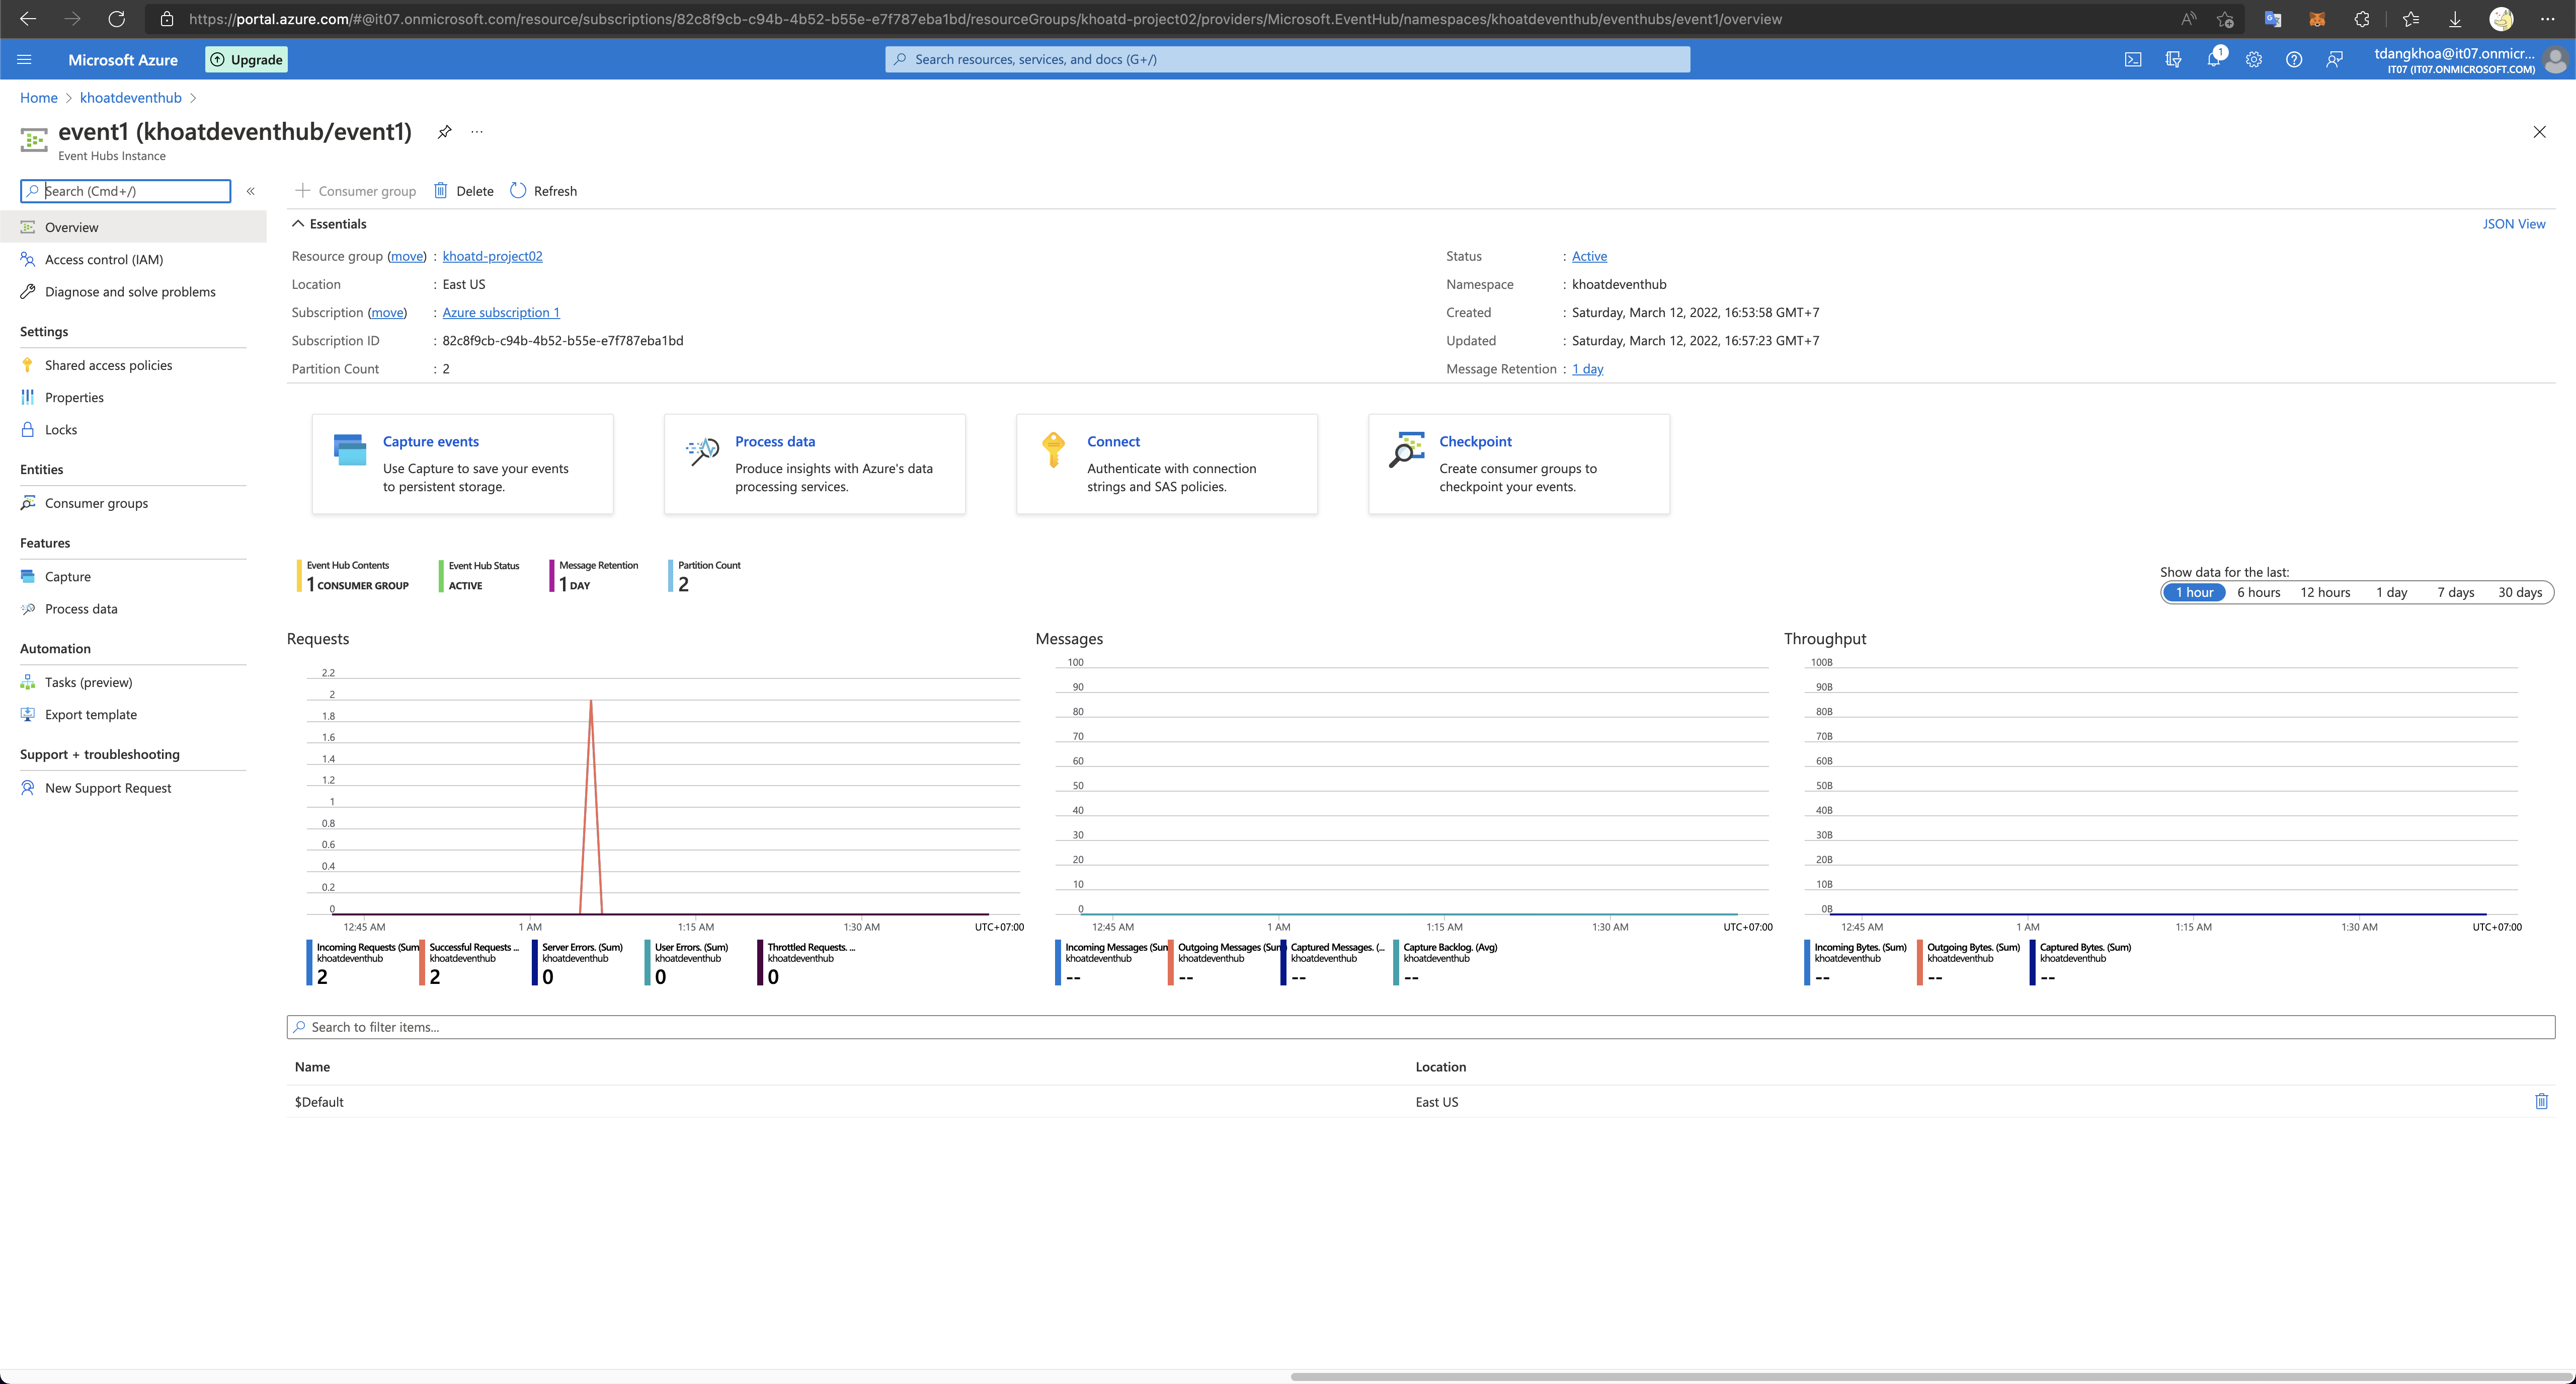 https://portal.azure.com/#@it07.onmicrosoft.com/resource/subscriptions/82c8f9cb-c94b-4b52-b55e-e7f787eba1bd/resourceGroups/khoatd-project02/providers/Microsoft.EventHub/namespaces/khoatdeventhub/eventhubs/event1/overview
Microsoft Azure
Upgrade
Search resources, services, and docs (G+/)
1
tdangkhoa@it07.onmicr...
IT07 (IT07.ONMICROSOFT.COM)
Home > khoatdeventhub >
event1 (khoatdeventhub/event1)
Event Hubs Instance
Search (Cmd+/)
Overview
Access control (IAM)
Diagnose and solve problems
Settings
Shared access policies
Properties
Locks
Entities
Consumer groups
Features
Capture
Process data
Automation
Tasks (preview)
Export template
Support + troubleshooting
New Support Request
Consumer group
Delete
Refresh
Essentials
JSON View
Resource group (move) : khoatd-project02
Location : East US
Subscription (move) : Azure subscription 1
Subscription ID : 82c8f9cb-c94b-4b52-b55e-e7f787eba1bd
Partition Count : 2
Status : Active
Namespace : khoatdeventhub
Created : Saturday, March 12, 2022, 16:53:58 GMT+7
Updated : Saturday, March 12, 2022, 16:57:23 GMT+7
Message Retention : 1 day
Capture events
Use Capture to save your events
to persistent storage.
Process data
Produce insights with Azure's data
processing services.
Connect
Authenticate with connection
strings and SAS policies.
Checkpoint
Create consumer groups to
checkpoint your events.
Event Hub Contents
1 CONSUMER GROUP
Event Hub Status
ACTIVE
Message Retention
1 DAY
Partition Count
2
Show data for the last:
1 hour 6 hours 12 hours 1 day 7 days 30 days
Requests
2.2
2
1.8
1.6
1.4
1.2
1
0.8
0.6
0.4
0.2
0
12:45 AM 1 AM 1:15 AM 1:30 AM UTC+07:00
Incoming Requests (Sum
khoatdeventhub
2
Successful Requests ...
khoatdeventhub
2
Server Errors. (Sum)
khoatdeventhub
0
User Errors. (Sum)
khoatdeventhub
0
Throttled Requests. ...
khoatdeventhub
0
Messages
100
90
80
70
60
50
40
30
20
10
0
12:45 AM 1 AM 1:15 AM 1:30 AM UTC+07:00
Incoming Messages (Sum
khoatdeventhub
--
Outgoing Messages (Sum
khoatdeventhub
--
Captured Messages. (...
khoatdeventhub
--
Capture Backlog. (Avg)
khoatdeventhub
--
Throughput
100B
90B
80B
70B
60B
50B
40B
30B
20B
10B
0B
12:45 AM 1 AM 1:15 AM 1:30 AM UTC+07:00
Incoming Bytes. (Sum)
khoatdeventhub
--
Outgoing Bytes. (Sum)
khoatdeventhub
--
Captured Bytes. (Sum)
khoatdeventhub
--
Search to filter items...
Name Location
$Default East US